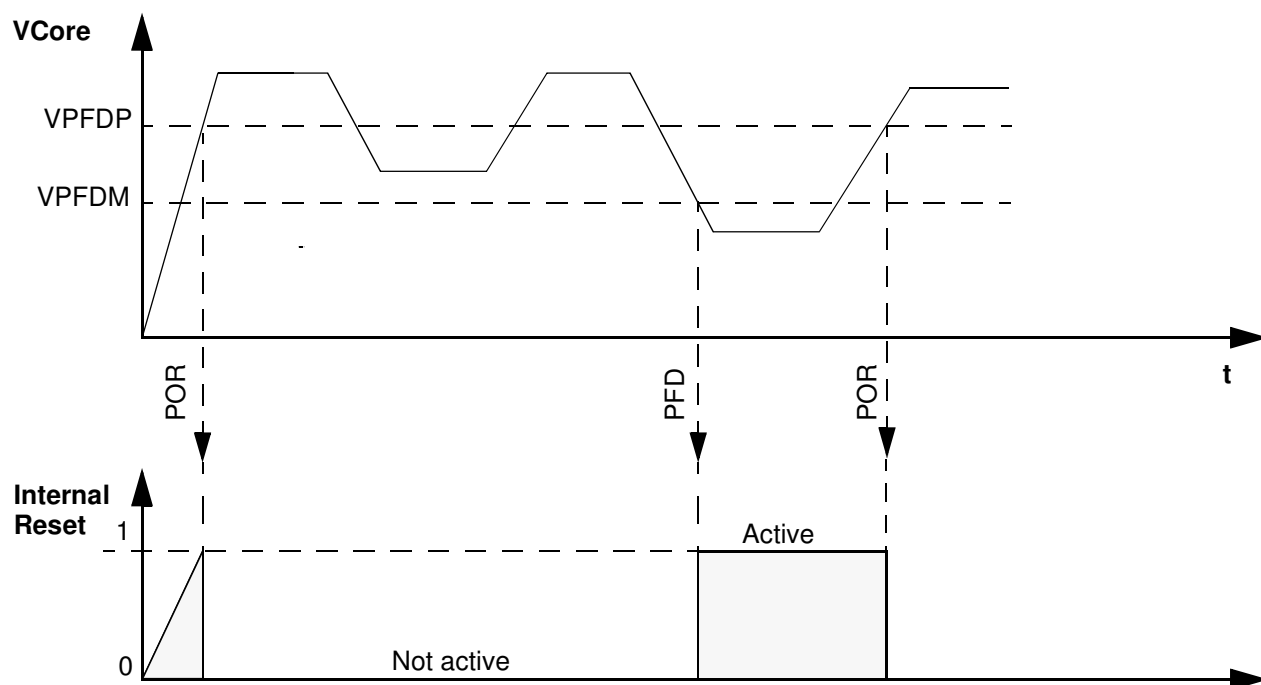 VCore
VPFDP
VPFDM
t
POR
PFD
POR
Internal
Reset
1
Active
0
Not active